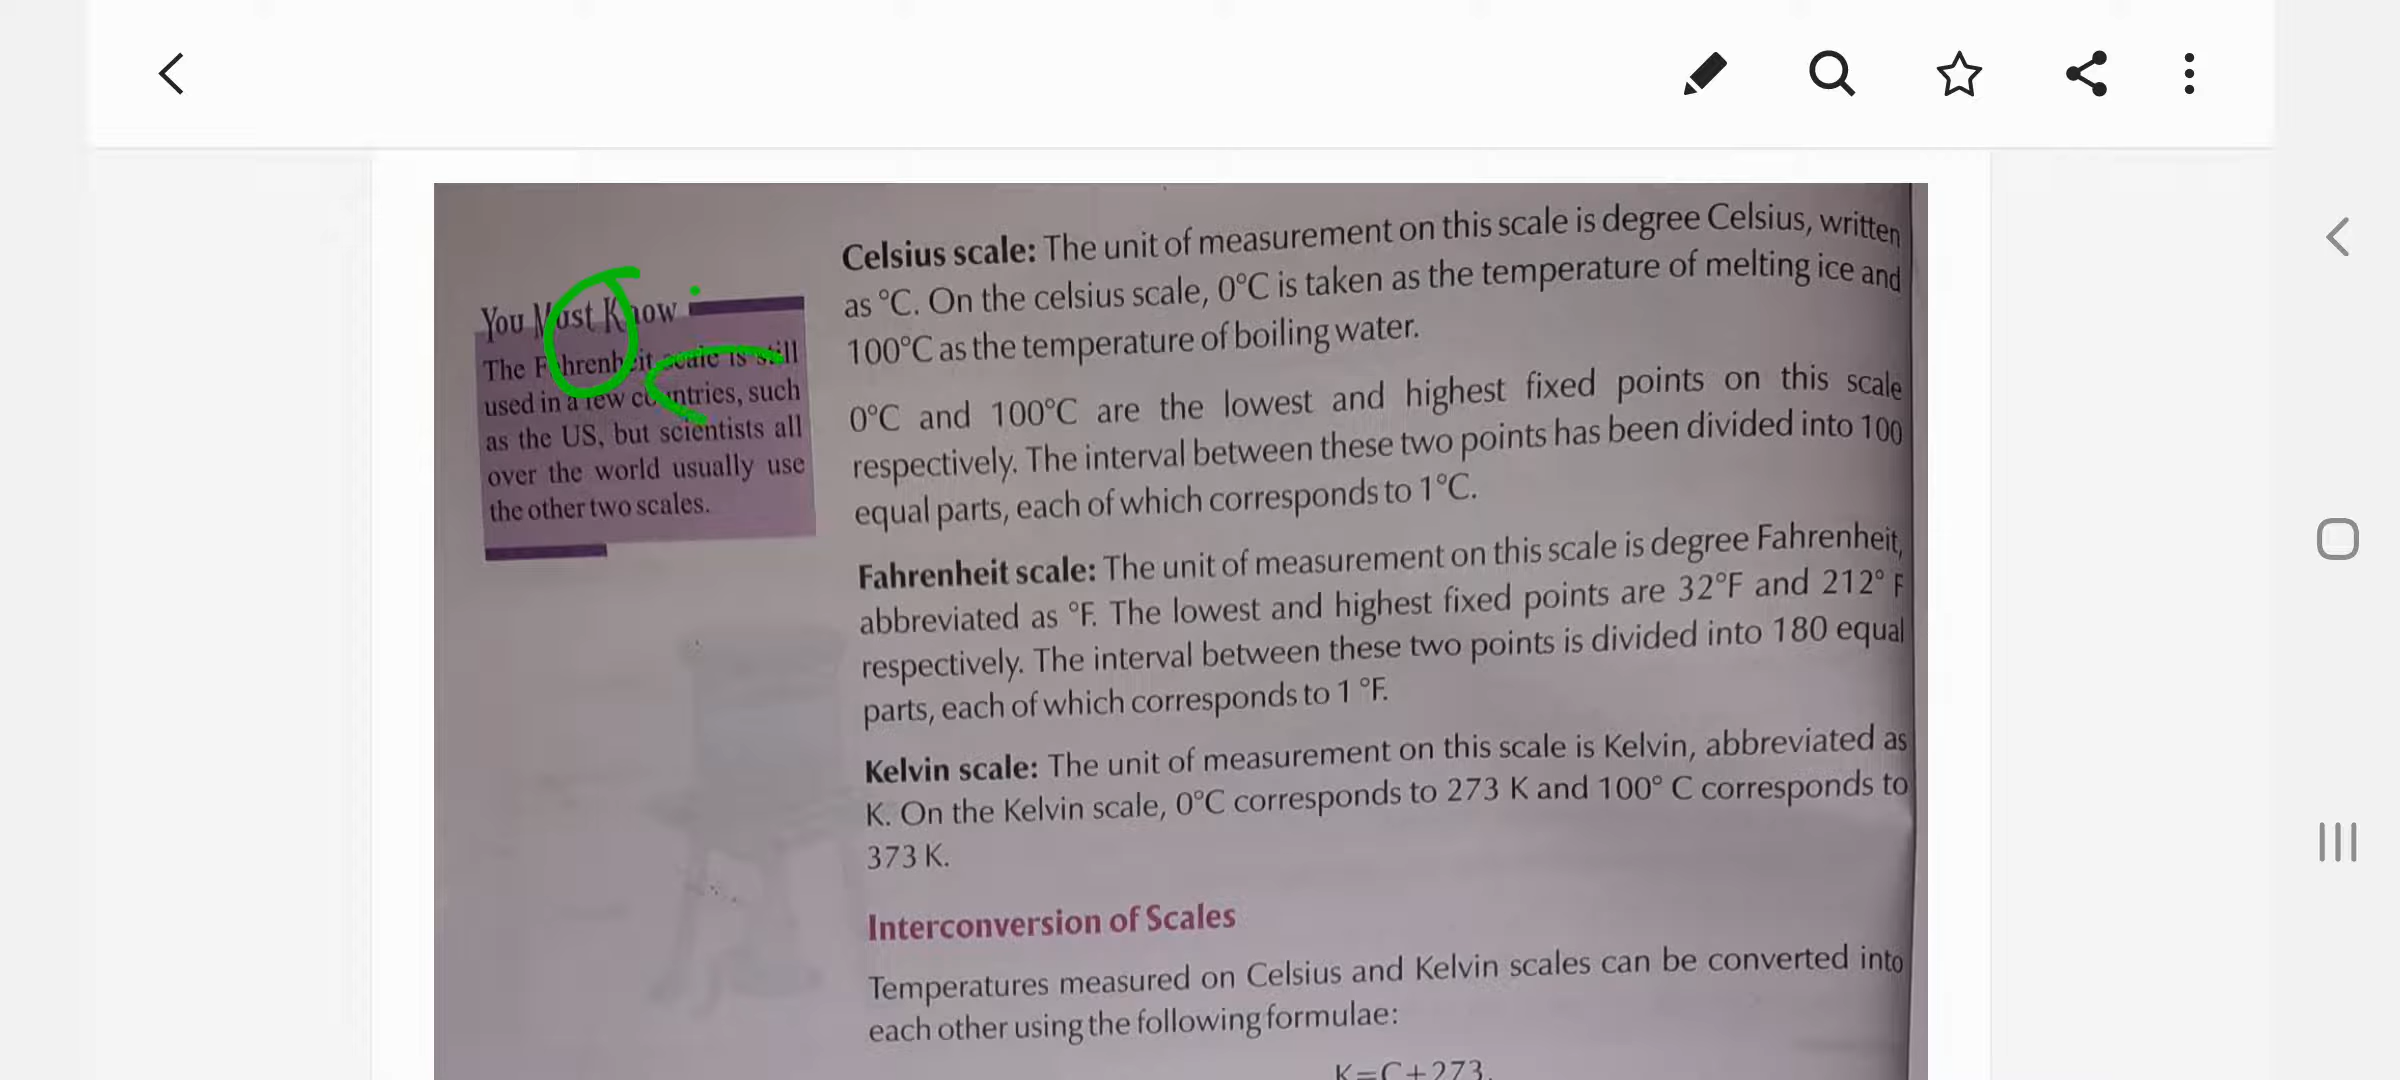 You Must Know
The Fahrenheit scale is still
used in a few countries, such
as the US, but scientists all
over the world usually use
the other two scales.
Celsius scale: The unit of measurement on this scale is degree Celsius, written
as °C. On the celsius scale, 0°C is taken as the temperature of melting ice and
100°C as the temperature of boiling water.
0°C and 100°C are the lowest and highest fixed points on this scale
respectively. The interval between these two points has been divided into 100
equal parts, each of which corresponds to 1°C.
Fahrenheit scale: The unit of measurement on this scale is degree Fahrenheit,
abbreviated as °F. The lowest and highest fixed points are 32°F and 212° F
respectively. The interval between these two points is divided into 180 equal
parts, each of which corresponds to 1 °F.
Kelvin scale: The unit of measurement on this scale is Kelvin, abbreviated as
K. On the Kelvin scale, 0°C corresponds to 273 K and 100° C corresponds to
373 K.
Interconversion of Scales
Temperatures measured on Celsius and Kelvin scales can be converted into
each other using the following formulae:
K=C+273.